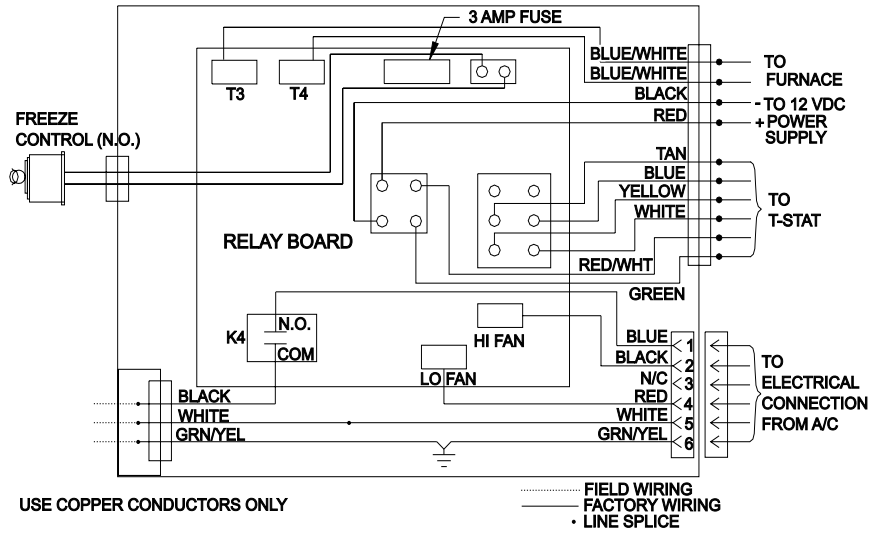 3 AMP FUSE
BLUE/WHITE
BLUE/WHITE
BLACK
RED
TO
FURNACE
- TO 12 VDC
+ POWER
SUPPLY
T3
T4
FREEZE
CONTROL (N.O.)
TAN
BLUE
YELLOW
WHITE
TO
T-STAT
RELAY BOARD
RED/WHT
GREEN
K4
N.O.
COM
HI FAN
LO FAN
BLUE
BLACK
N/C
RED
WHITE
GRN/YEL
1
2
3
4
5
6
TO
ELECTRICAL
CONNECTION
FROM A/C
BLACK
WHITE
GRN/YEL
USE COPPER CONDUCTORS ONLY
FIELD WIRING
FACTORY WIRING
LINE SPLICE